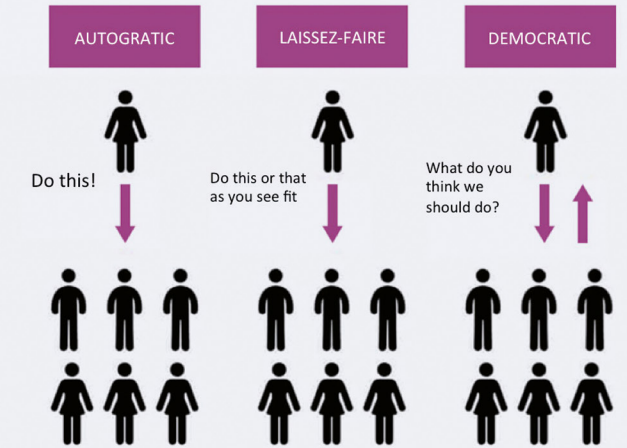 AUTOGRATIC
LAISSEZ-FAIRE
DEMOCRATIC
Do this!
Do this or that
as you see fit
What do you
think we
should do?